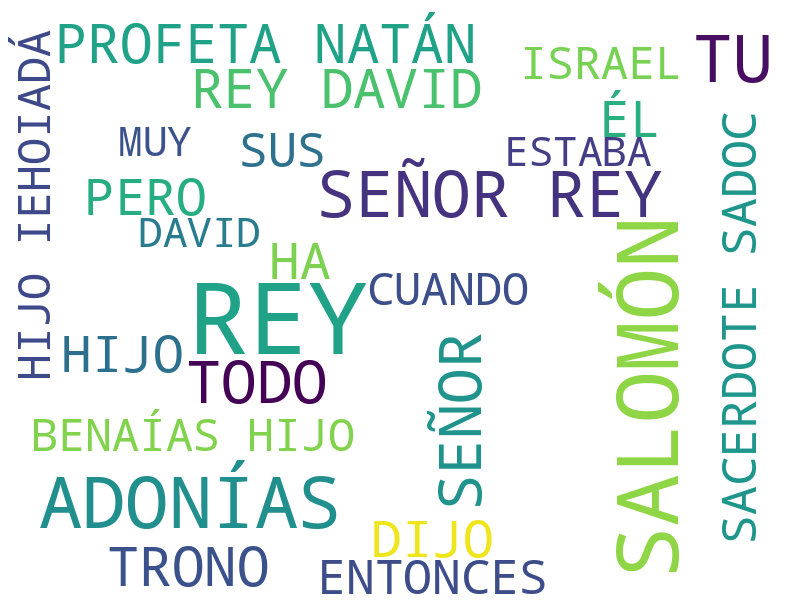 PROFETA NATÁN
ISRAEL
TU
REY DAVID
ÉL
MUY
SUS
ESTABA
PERO
SEÑOR REY
DAVID
HA
CUANDO
REY
HIJO
TODO
BENAÍAS HIJO
ADONÍAS
DIJO
TRONO
ENTONCES
HIJO IEHOIADÁ
SEÑOR
SALOMÓN
SACERDOTE SADOC